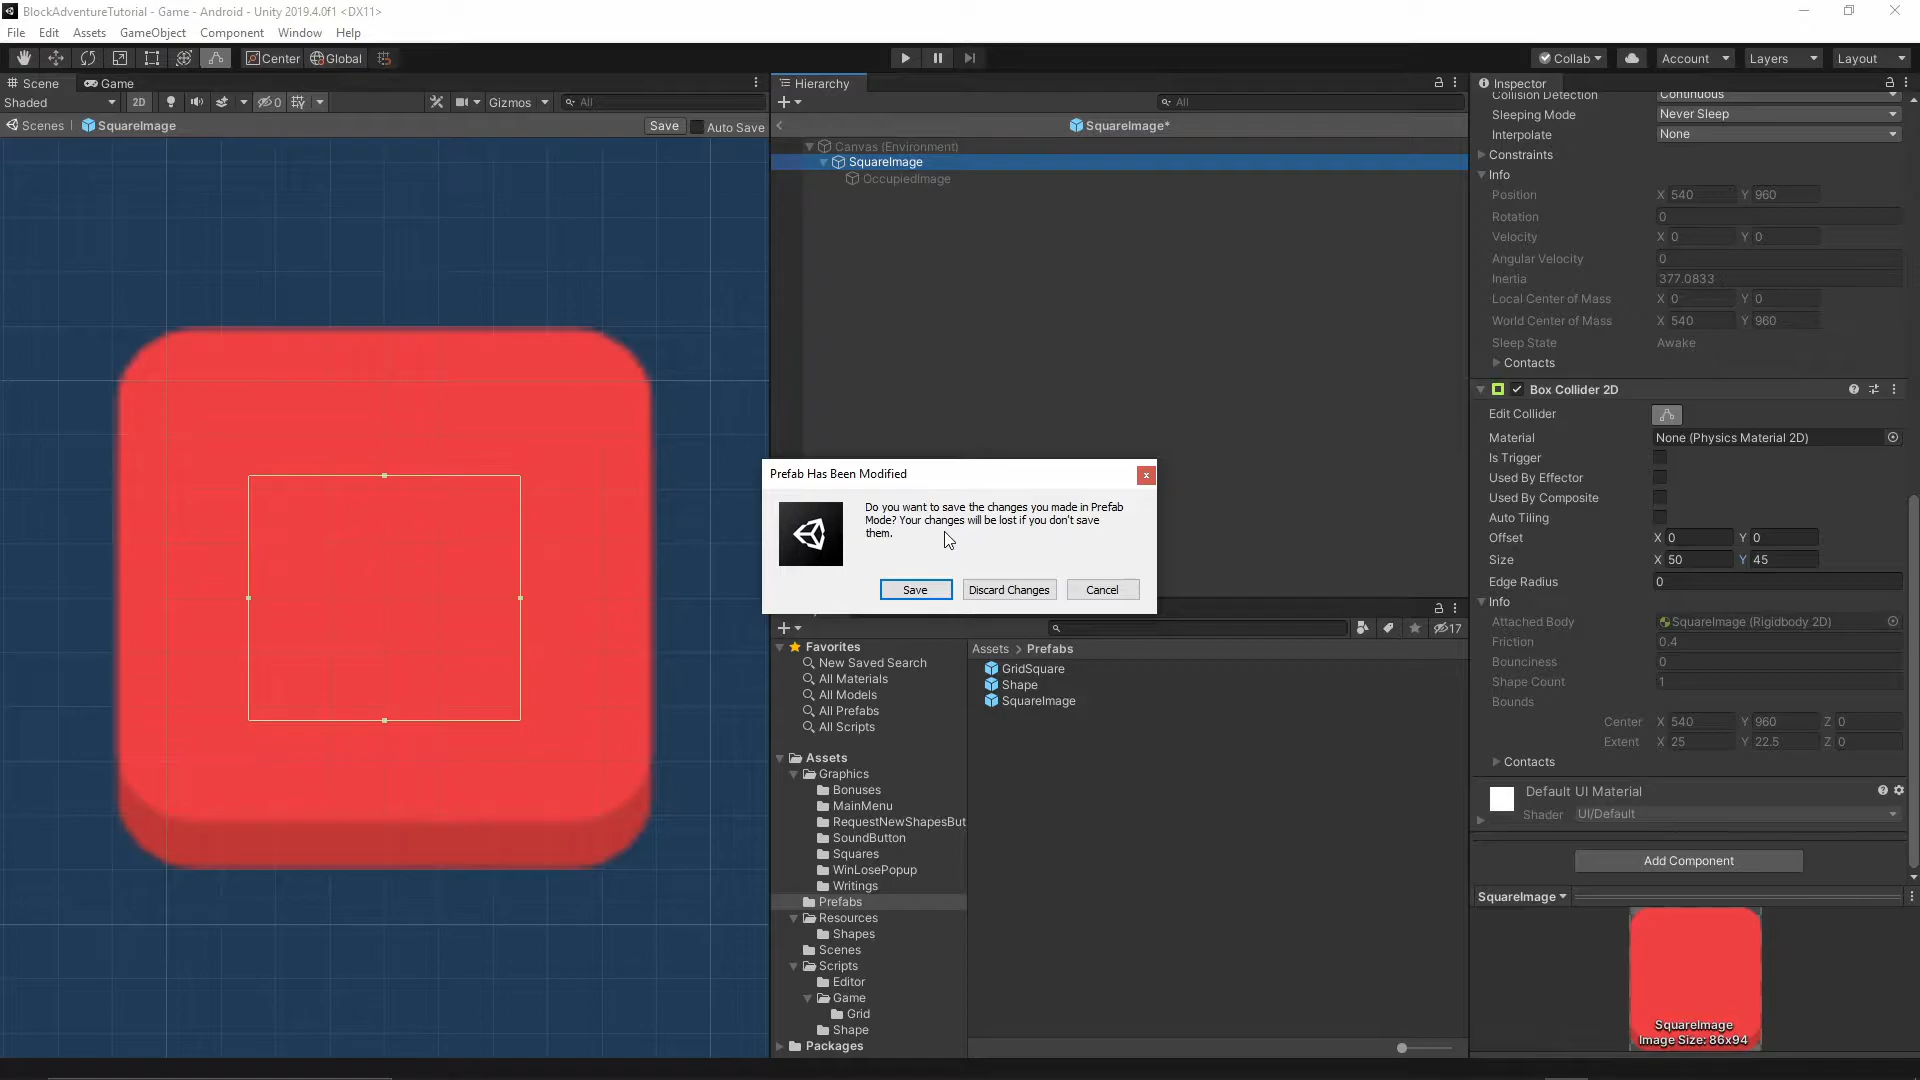 BlockAdventureTutorial - Game - Android - Unity 2019.4.0f1 <DX11>
File Edit Assets GameObject Component Window Help
Center Global Collab Account Layers Layout
Scene Game
Shaded 2D 0 Gizmos All
Scenes SquareImage Save Auto Save
Hierarchy
All
SquareImage*
Canvas (Environment)
SquareImage
OccupiedImage
Prefab Has Been Modified
Do you want to save the changes you made in Prefab
Mode? Your changes will be lost if you don't save
them.
Save Discard Changes Cancel
17
Favorites
New Saved Search
All Materials
All Models
All Prefabs
All Scripts
Assets
Graphics
Bonuses
MainMenu
RequestNewShapesBut
SoundButton
Squares
WinLosePopup
Writings
Prefabs
Resources
Shapes
Scenes
Scripts
Editor
Game
Grid
Shape
Packages
Assets > Prefabs
GridSquare
Shape
SquareImage
Inspector
Collision Detection Continuous
Sleeping Mode Never Sleep
Interpolate None
Constraints
Info
Position X 540 Y 960
Rotation 0
Velocity X 0 Y 0
Angular Velocity 0
Inertia 377.0833
Local Center of Mass X 0 Y 0
World Center of Mass X 540 Y 960
Sleep State Awake
Contacts
Box Collider 2D
Edit Collider
Material None (Physics Material 2D)
Is Trigger
Used By Effector
Used By Composite
Auto Tiling
Offset X 0 Y 0
Size X 50 Y 45
Edge Radius 0
Info
Attached Body SquareImage (Rigidbody 2D)
Friction 0.4
Bounciness 0
Shape Count 1
Bounds
Center X 540 Y 960 Z 0
Extent X 25 Y 22.5 Z 0
Contacts
Default UI Material
Shader UI/Default
Add Component
SquareImage
SquareImage
Image Size: 86x94